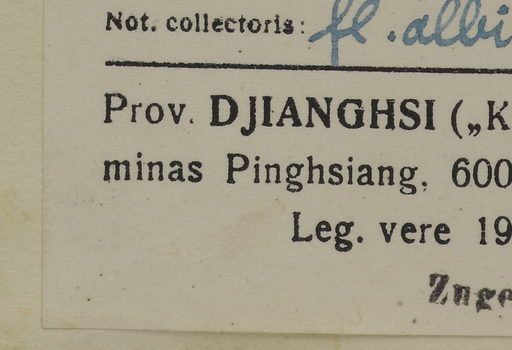 Not. collectoris: fl. albi
Prov. DJIANGHSI („K
minas Pinghsiang, 600
Leg. vere 19
Zuge